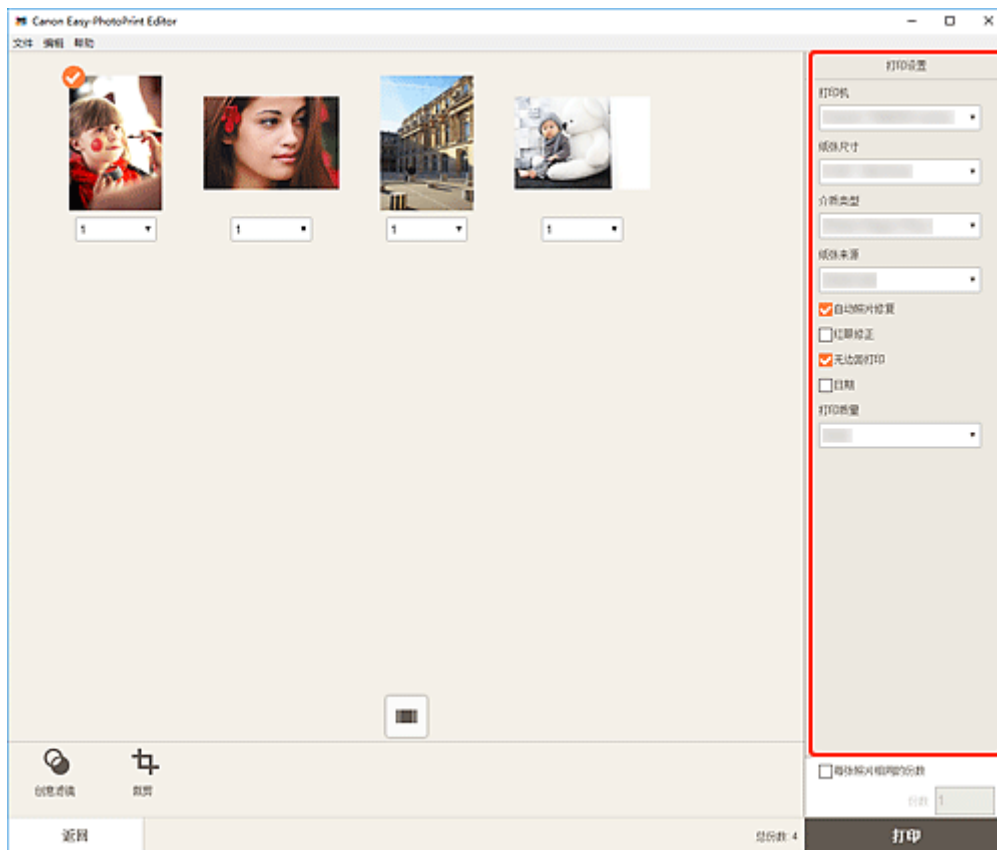 Canon Easy-PhotoPrint Editor
文件 编辑 帮助
1
1
1
1
打印设置
打印机
纸张尺寸
介质类型
纸张来源
自动照片修复
红眼修正
无边距打印
日期
打印质量
创意滤镜
裁剪
每张照片相同的份数
份数 1
返回
总份数: 4
打印